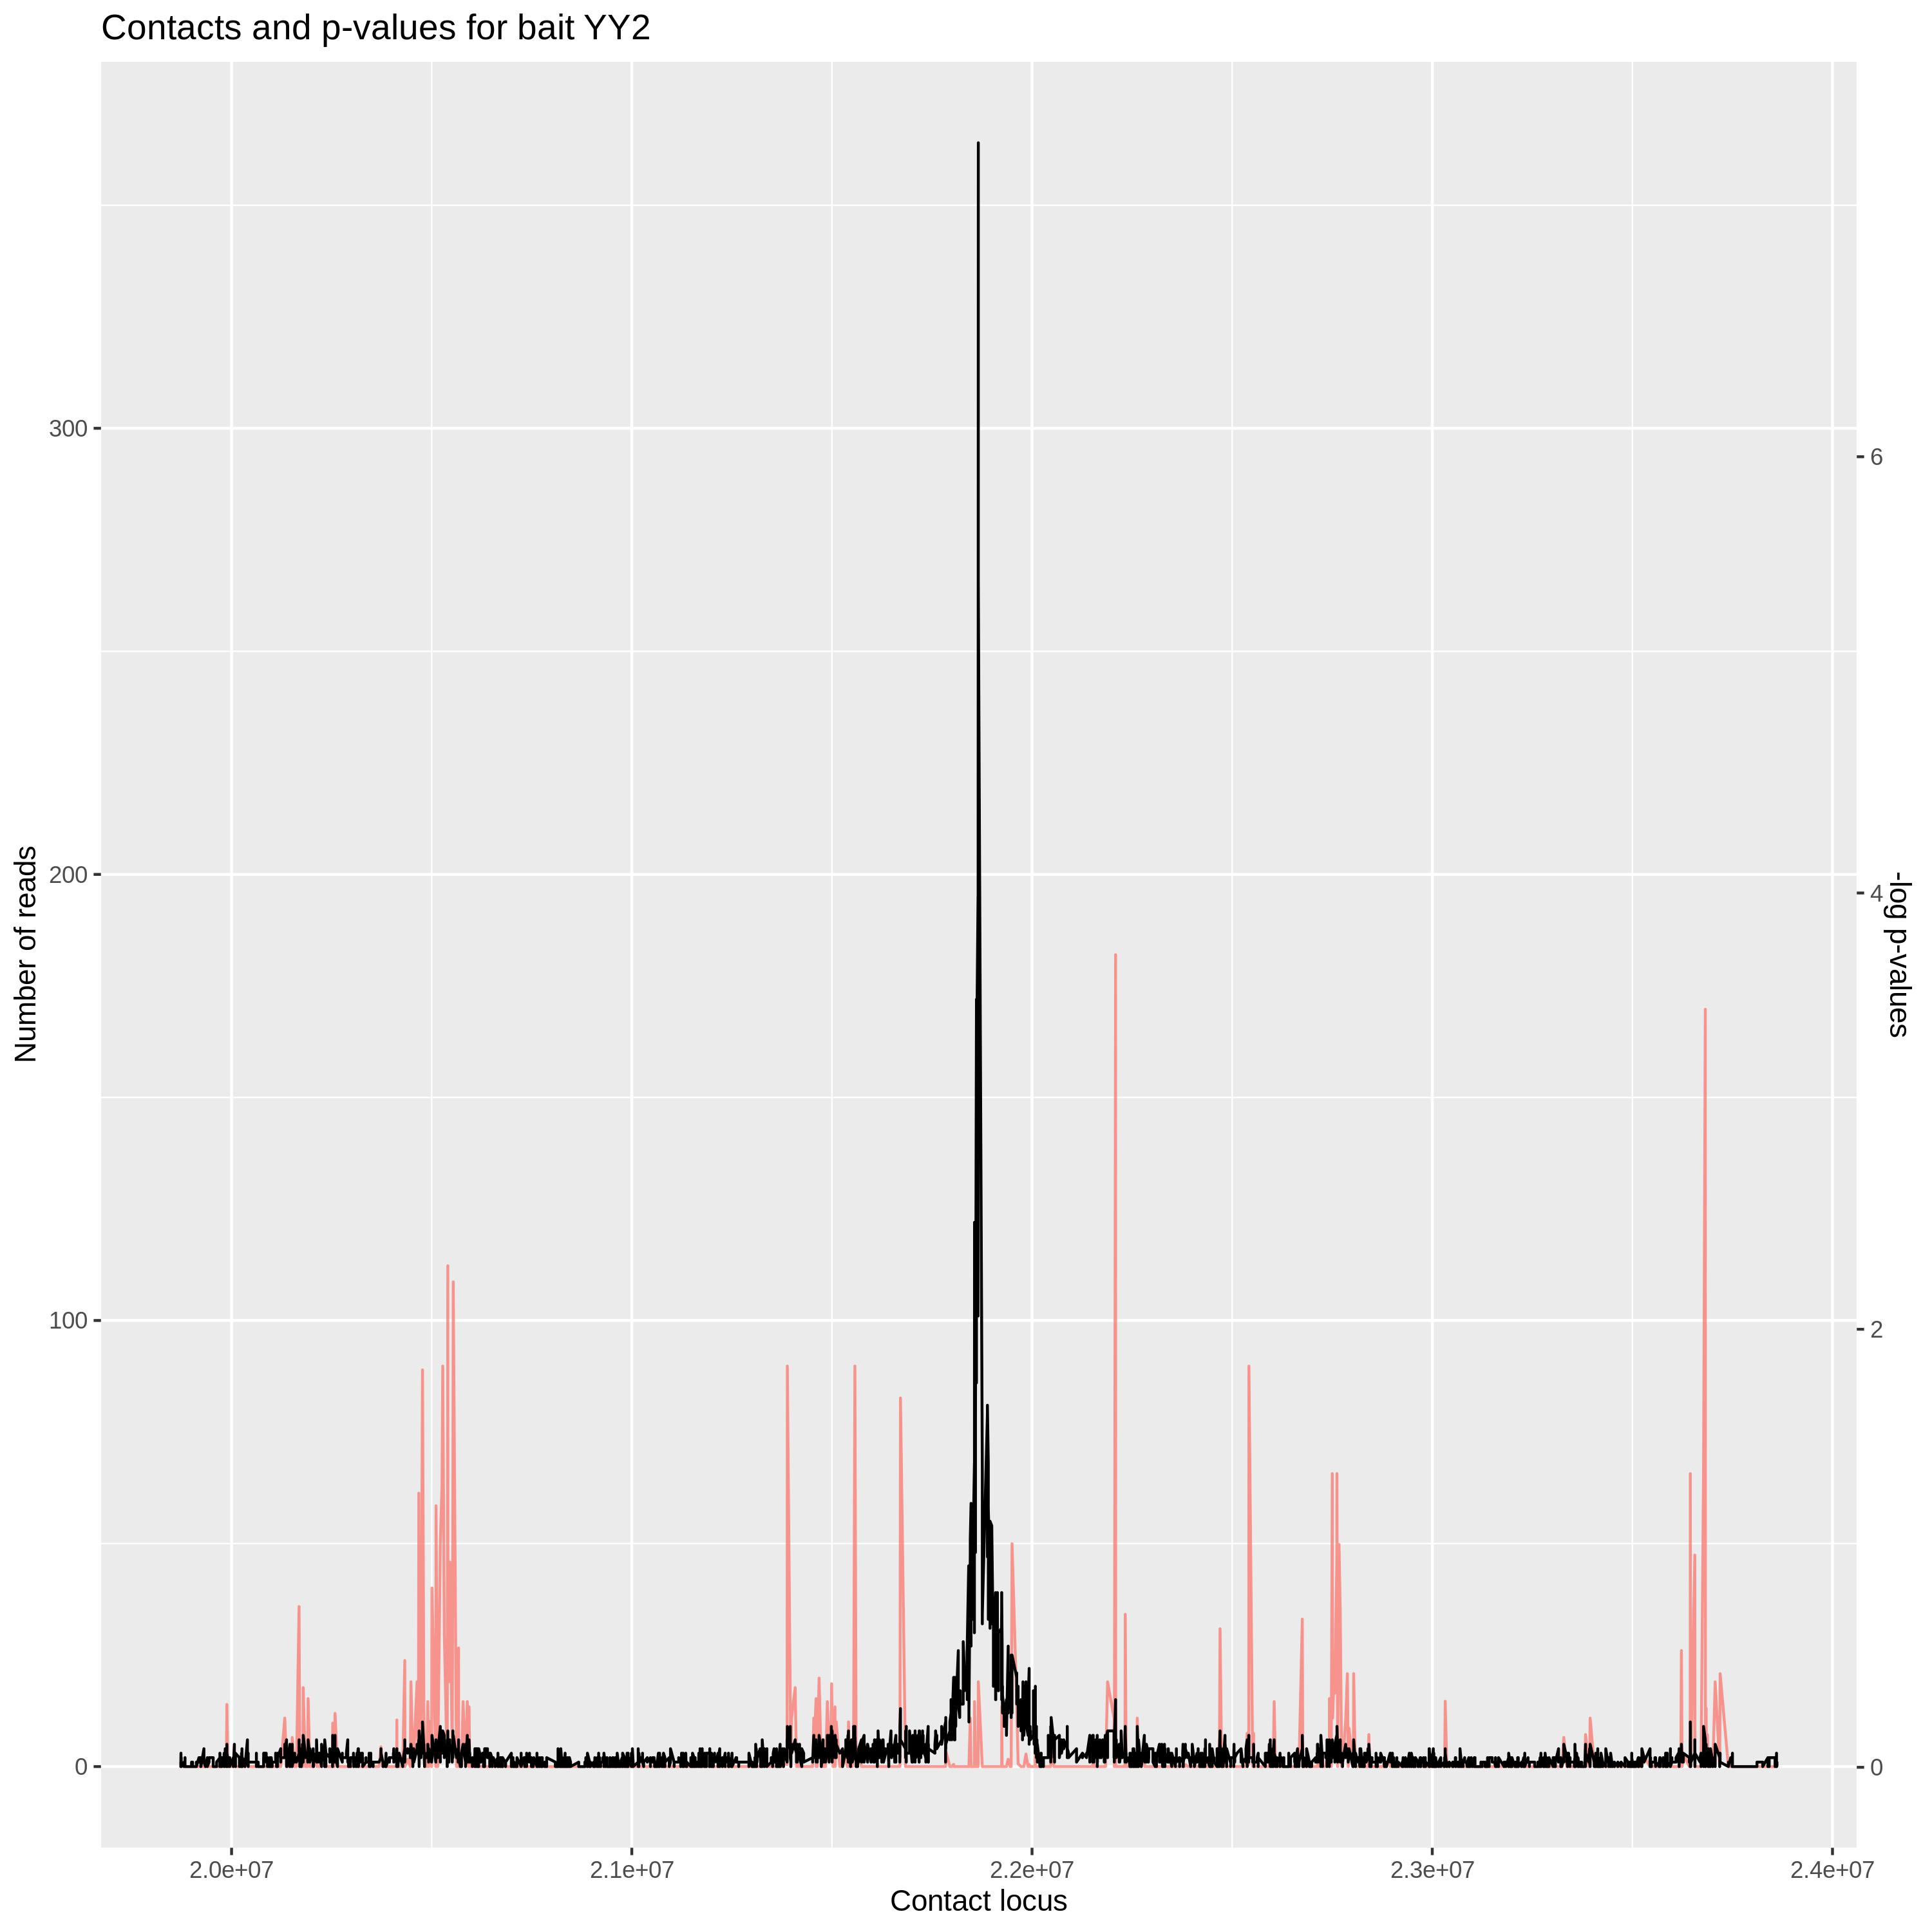 Contacts and p-values for bait YY2
Number of reads
300
200
100
0
6
4
2
0
-log p-values
2.0e+07
2.1e+07
2.2e+07
2.3e+07
2.4e+07
Contact locus